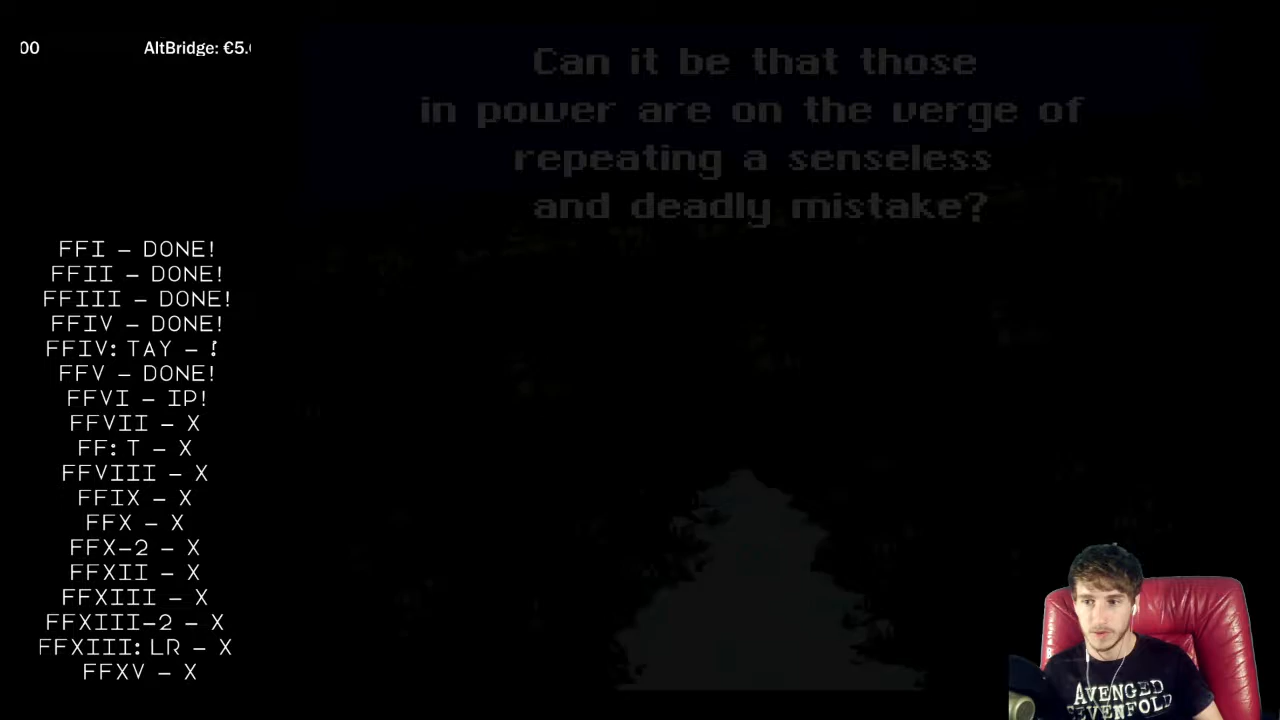 00 AltBridge: €5.
Can it be that those
in power are on the verge of
repeating a senseless
and deadly mistake?
FFI - DONE!
FFII - DONE!
FFIII - DONE!
FFIV - DONE!
FFIV: TAY - !
FFV - DONE!
FFVI - IP!
FFVII - X
FF: T - X
FFVIII - X
FFIX - X
FFX - X
FFX-2 - X
FFXII - X
FFXIII - X
FFXIII-2 - X
FFXIII: LR - X
FFXV - X
AVENGED
SEVENFOLD